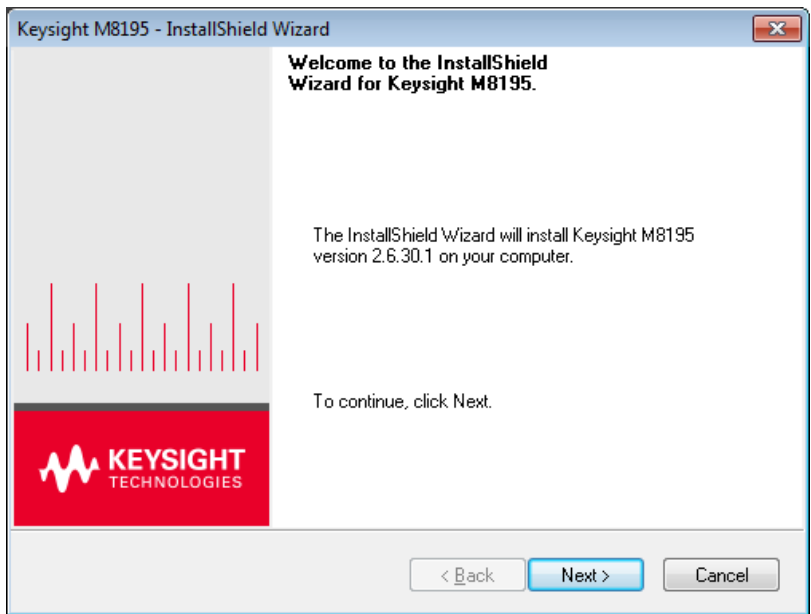 Keysight M8195 - InstallShield Wizard
Welcome to the InstallShield
Wizard for Keysight M8195.
The InstallShield Wizard will install Keysight M8195
version 2.6.30.1 on your computer.
To continue, click Next.
KEYSIGHT
TECHNOLOGIES
< Back
Next >
Cancel